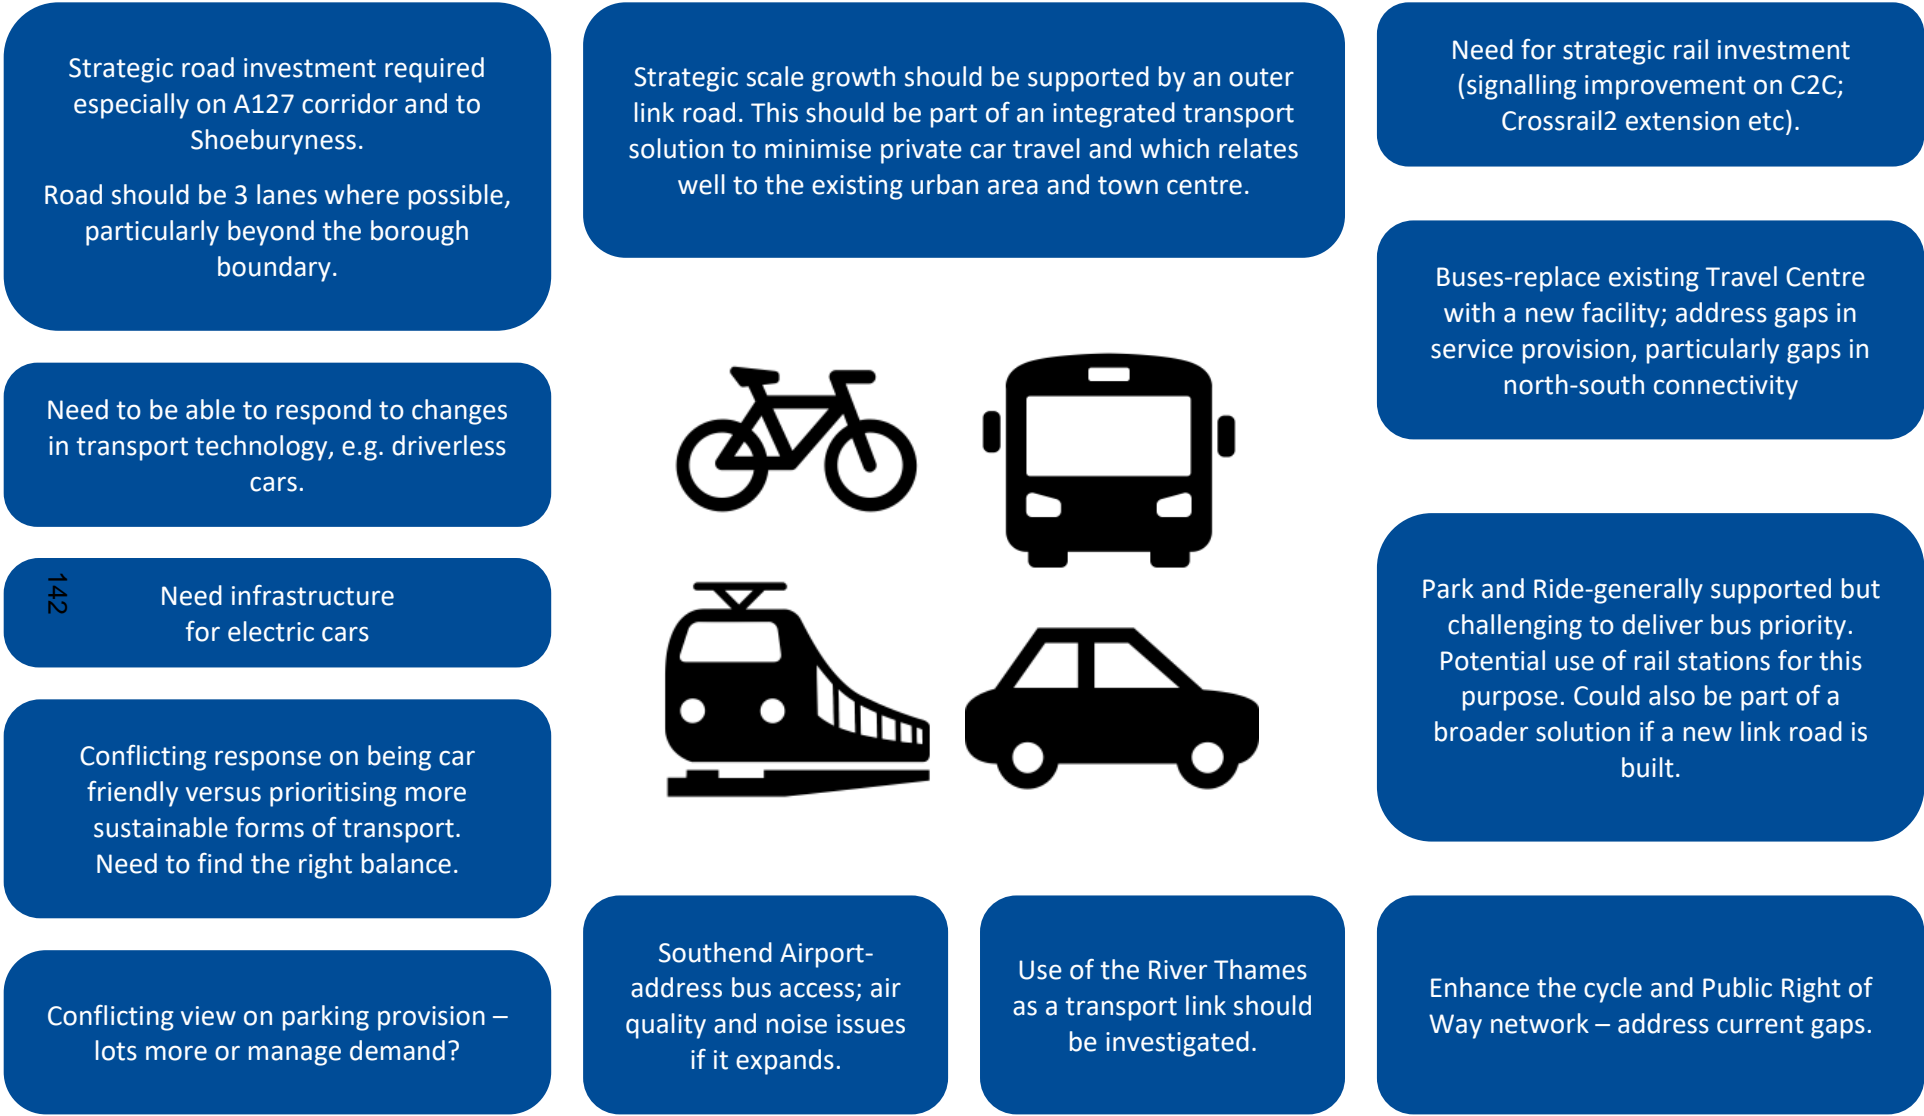 Strategic road investment required
especially on A127 corridor and to
Shoeburyness.
Road should be 3 lanes where possible,
particularly beyond the borough
boundary.
Need to be able to respond to changes
in transport technology, e.g. driverless
cars.
142
Need infrastructure
for electric cars
Conflicting response on being car
friendly versus prioritising more
sustainable forms of transport.
Need to find the right balance.
Conflicting view on parking provision –
lots more or manage demand?
Strategic scale growth should be supported by an outer
link road. This should be part of an integrated transport
solution to minimise private car travel and which relates
well to the existing urban area and town centre.
Southend Airport-
address bus access; air
quality and noise issues
if it expands.
Use of the River Thames
as a transport link should
be investigated.
Need for strategic rail investment
(signalling improvement on C2C;
Crossrail2 extension etc).
Buses-replace existing Travel Centre
with a new facility; address gaps in
service provision, particularly gaps in
north-south connectivity
Park and Ride-generally supported but
challenging to deliver bus priority.
Potential use of rail stations for this
purpose. Could also be part of a
broader solution if a new link road is
built.
Enhance the cycle and Public Right of
Way network – address current gaps.